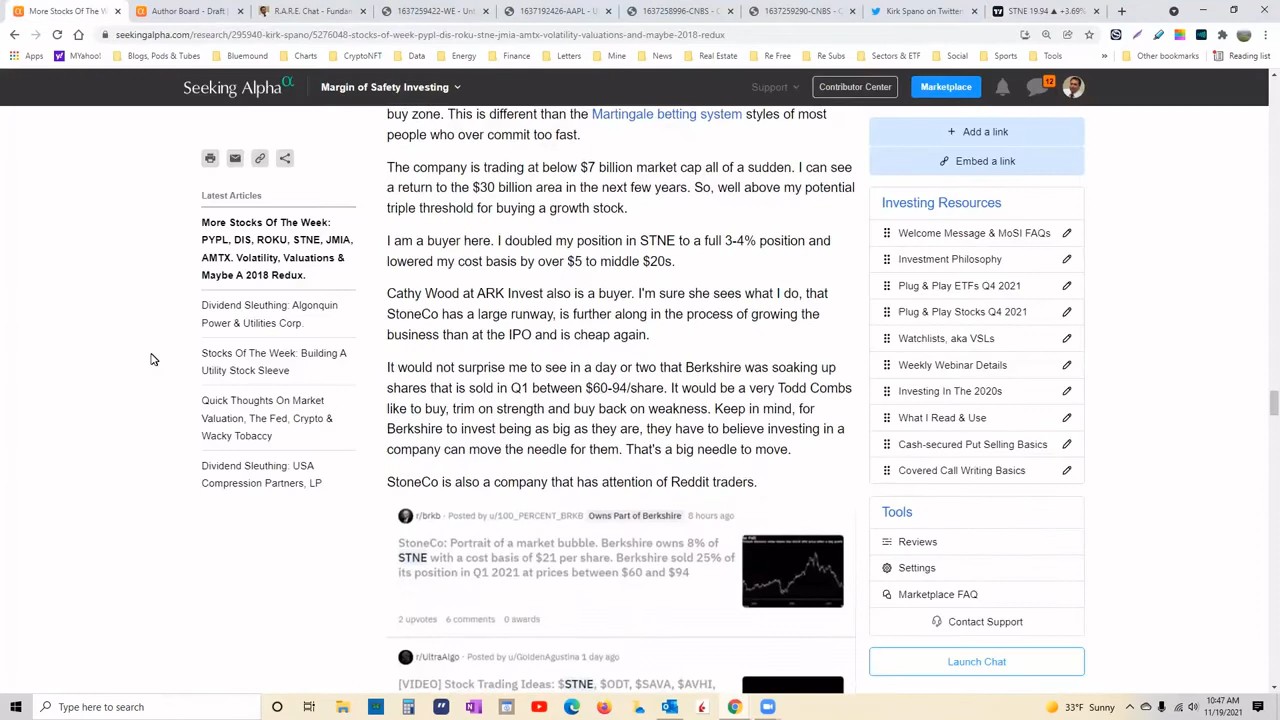 More Stocks Of The W
Author Board - Draft
R.A.R.E. Chat - Fundam
1637259422-WE - Un
1637192426-AAPL - U
1637258996-CNBS -
1637259290-CNBS - C
Kirk Spano on Twitter
STNE 19.94 ▲ +3.69%
seekingalpha.com/research/295940-kirk-spano/5276048-stocks-of-week-pypl-dis-roku-stne-jmia-amtx-volatility-valuations-and-maybe-2018-redux
Apps MYahoo! Blogs, Pods & Tubes Bluemound Charts CryptoNFT Data Energy Finance Letters Mine News Real Estate Re Subs Sectors & ETF Social Sports Tools » Other bookmarks Reading list
Seeking Alpha α Margin of Safety Investing Support Contributor Center Marketplace 12
buy zone. This is different than the Martingale betting system styles of most
people who over commit too fast.
The company is trading at below $7 billion market cap all of a sudden. I can see
a return to the $30 billion area in the next few years. So, well above my potential
triple threshold for buying a growth stock.
I am a buyer here. I doubled my position in STNE to a full 3-4% position and
lowered my cost basis by over $5 to middle $20s.
Cathy Wood at ARK Invest also is a buyer. I'm sure she sees what I do, that
StoneCo has a large runway, is further along in the process of growing the
business than at the IPO and is cheap again.
It would not surprise me to see in a day or two that Berkshire was soaking up
shares that is sold in Q1 between $60-94/share. It would be a very Todd Combs
like to buy, trim on strength and buy back on weakness. Keep in mind, for
Berkshire to invest being as big as they are, they have to believe investing in a
company can move the needle for them. That's a big needle to move.
StoneCo is also a company that has attention of Reddit traders.
r/brkb · Posted by u/100_PERCENT_BRKB Owns Part of Berkshire 8 hours ago
StoneCo: Portrait of a market bubble. Berkshire owns 8% of
STNE with a cost basis of $21 per share. Berkshire sold 25% of
its position in Q1 2021 at prices between $60 and $94
2 upvotes 6 comments 0 awards
r/UltraAlgo · Posted by u/GoldenAgustina 1 day ago
[VIDEO] Stock Trading Ideas: $STNE, $ODT, $SAVA, $AVHI,
Latest Articles
More Stocks Of The Week:
PYPL, DIS, ROKU, STNE, JMIA,
AMTX. Volatility, Valuations &
Maybe A 2018 Redux.
Dividend Sleuthing: Algonquin
Power & Utilities Corp.
Stocks Of The Week: Building A
Utility Stock Sleeve
Quick Thoughts On Market
Valuation, The Fed, Crypto &
Wacky Tobaccy
Dividend Sleuthing: USA
Compression Partners, LP
+ Add a link
Embed a link
Investing Resources
Welcome Message & MoSI FAQs
Investment Philosophy
Plug & Play ETFs Q4 2021
Plug & Play Stocks Q4 2021
Watchlists, aka VSLs
Weekly Webinar Details
Investing In The 2020s
What I Read & Use
Cash-secured Put Selling Basics
Covered Call Writing Basics
Tools
Reviews
Settings
Marketplace FAQ
Contact Support
Launch Chat
Type here to search
33°F Sunny
10:47 AM
11/19/2021